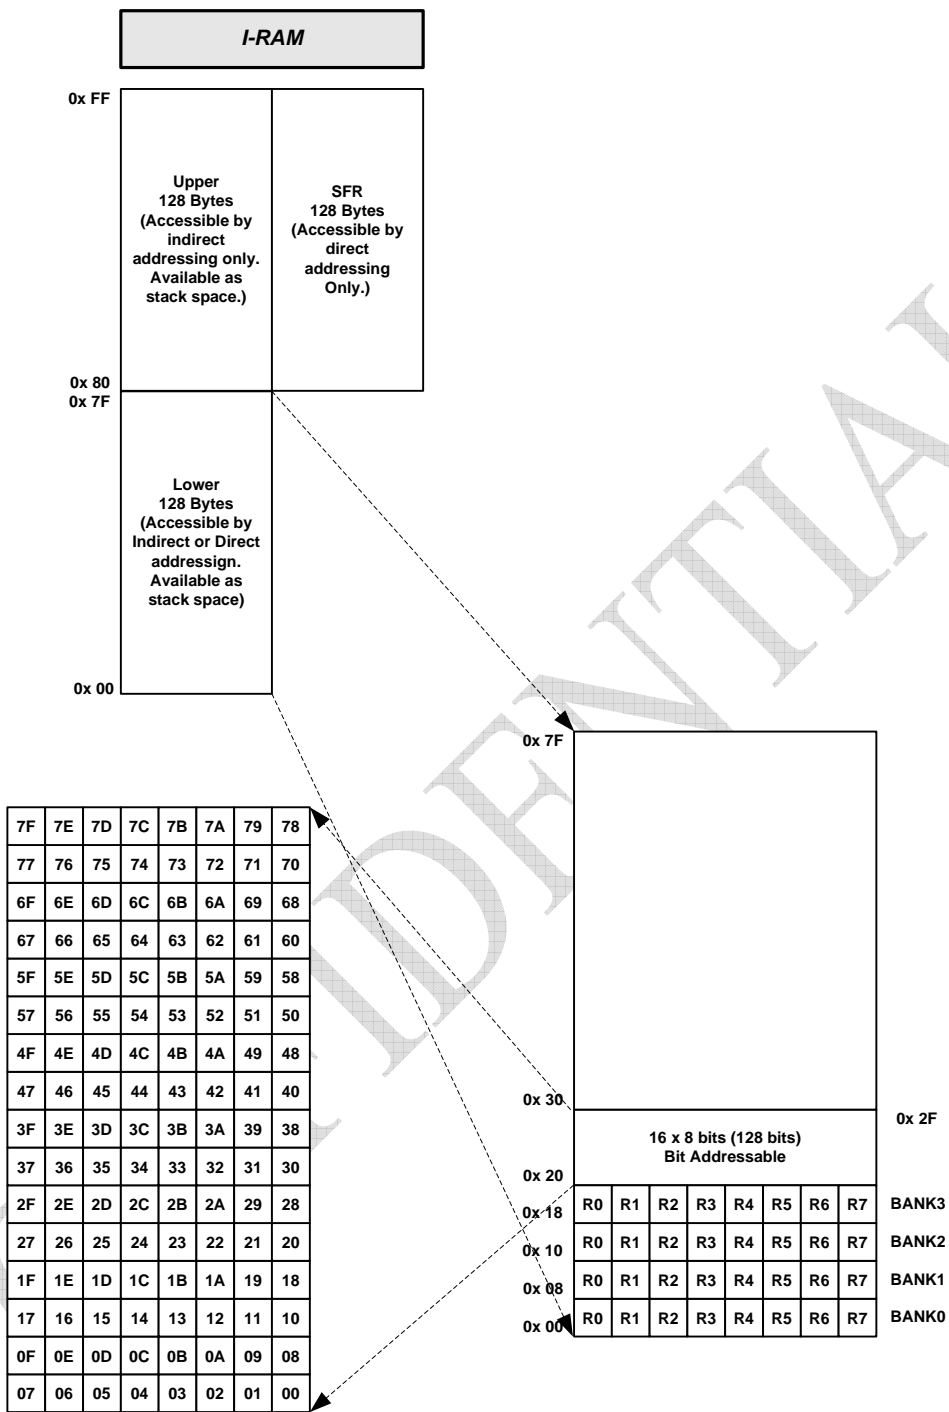 I-RAM
0x FF
Upper
128 Bytes
(Accessible by
indirect
addressing only.
Available as
stack space.)
SFR
128 Bytes
(Accessible by
direct
addressing
Only.)
0x 80
0x 7F
Lower
128 Bytes
(Accessible by
Indirect or Direct
addressign.
Available as
stack space)
0x 00
0x 7F
0x 30
0x 2F
16 x 8 bits (128 bits)
Bit Addressable
0x 20
0x 18
R0 R1 R2 R3 R4 R5 R6 R7 BANK3
0x 10
R0 R1 R2 R3 R4 R5 R6 R7 BANK2
0x 08
R0 R1 R2 R3 R4 R5 R6 R7 BANK1
0x 00
R0 R1 R2 R3 R4 R5 R6 R7 BANK0
7F 7E 7D 7C 7B 7A 79 78
77 76 75 74 73 72 71 70
6F 6E 6D 6C 6B 6A 69 68
67 66 65 64 63 62 61 60
5F 5E 5D 5C 5B 5A 59 58
57 56 55 54 53 52 51 50
4F 4E 4D 4C 4B 4A 49 48
47 46 45 44 43 42 41 40
3F 3E 3D 3C 3B 3A 39 38
37 36 35 34 33 32 31 30
2F 2E 2D 2C 2B 2A 29 28
27 26 25 24 23 22 21 20
1F 1E 1D 1C 1B 1A 19 18
17 16 15 14 13 12 11 10
0F 0E 0D 0C 0B 0A 09 08
07 06 05 04 03 02 01 00